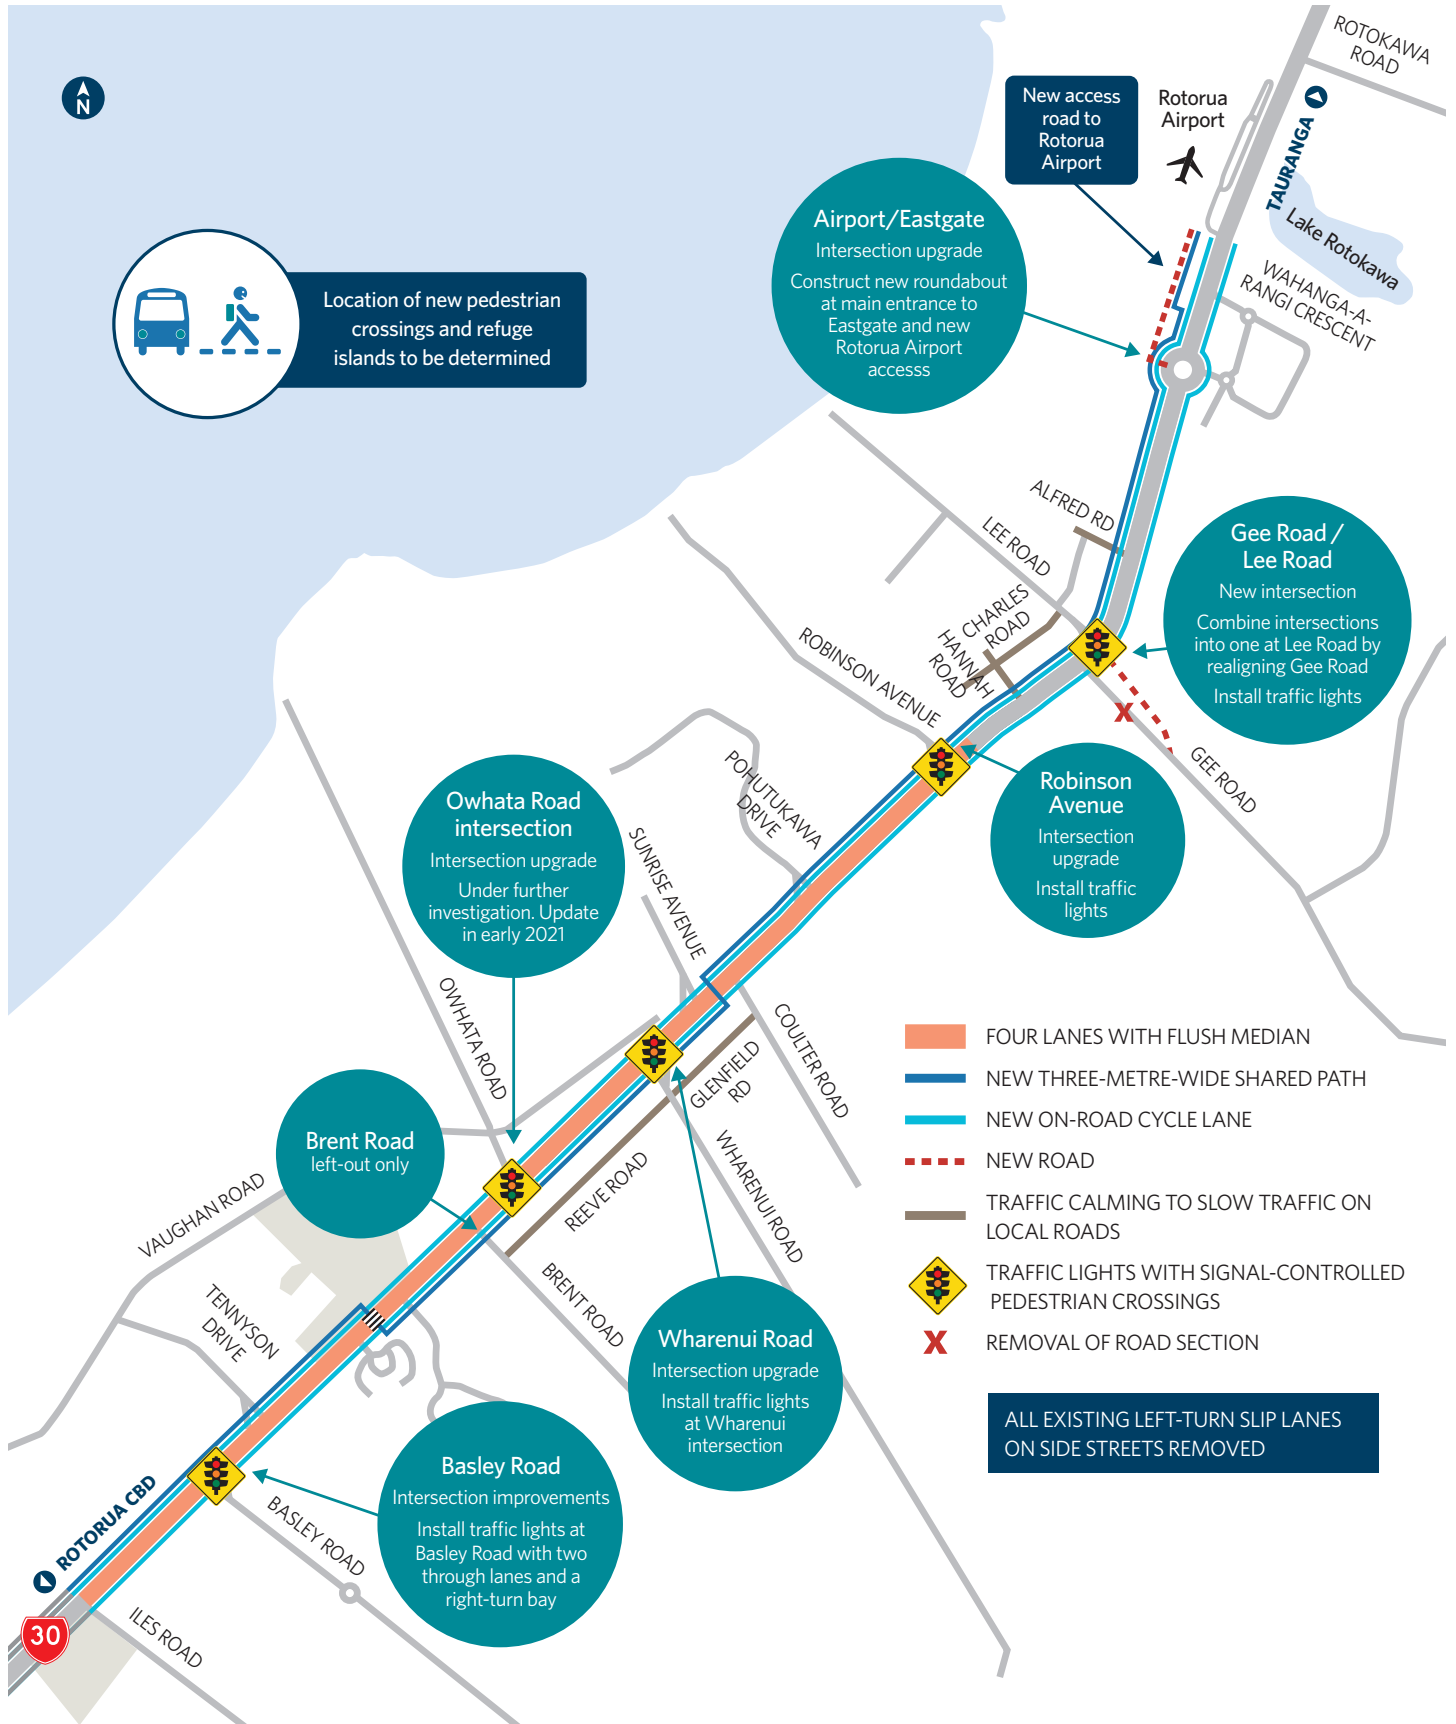 N
ROTOKAWA
ROAD
New access
road to
Rotorua
Airport
Rotorua
Airport
TAURANGA
Lake Rotokawa
WAHANGA-A-
RANGI CRESCENT
Airport/Eastgate
Intersection upgrade
Construct new roundabout
at main entrance to
Eastgate and new
Rotorua Airport
accesss
Location of new pedestrian
crossings and refuge
islands to be determined
ALFRED RD
LEE ROAD
CHARLES
ROAD
HANNAH
ROAD
ROBINSON AVENUE
Gee Road /
Lee Road
New intersection
Combine intersections
into one at Lee Road by
realigning Gee Road
Install traffic lights
X
GEE ROAD
POHUTUKAWA
DRIVE
Robinson
Avenue
Intersection
upgrade
Install traffic
lights
Owhata Road
intersection
Intersection upgrade
Under further
investigation. Update
in early 2021
SUNRISE AVENUE
OWHATA ROAD
COULTER ROAD
GLENFIELD
RD
WHARENUI ROAD
REEVE ROAD
Brent Road
left-out only
VAUGHAN ROAD
BRENT ROAD
TENNYSON
DRIVE
Wharenui Road
Intersection upgrade
Install traffic lights
at Wharenui
intersection
Basley Road
Intersection improvements
Install traffic lights at
Basley Road with two
through lanes and a
right-turn bay
ROTORUA CBD
BASLEY ROAD
30
ILES ROAD
FOUR LANES WITH FLUSH MEDIAN
NEW THREE-METRE-WIDE SHARED PATH
NEW ON-ROAD CYCLE LANE
NEW ROAD
TRAFFIC CALMING TO SLOW TRAFFIC ON
LOCAL ROADS
TRAFFIC LIGHTS WITH SIGNAL-CONTROLLED
PEDESTRIAN CROSSINGS
X REMOVAL OF ROAD SECTION
ALL EXISTING LEFT-TURN SLIP LANES
ON SIDE STREETS REMOVED